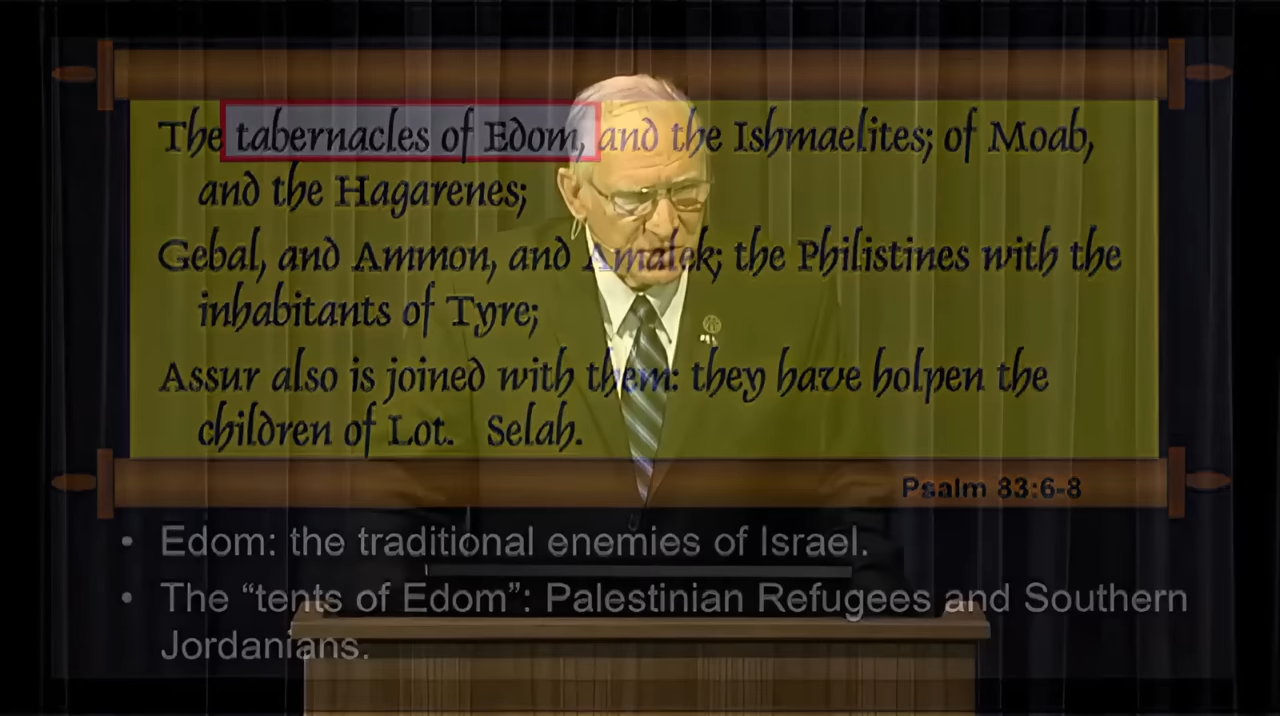 The tabernacles of Edom, and the Ishmaelites; of Moab,
and the Hagarenes;
Gebal, and Ammon, and Amalek; the Philistines with the
inhabitants of Tyre;
Assur also is joined with them: they have holpen the
children of Lot. Selah.
Psalm 83:6-8
• Edom: the traditional enemies of Israel.
• The “tents of Edom”: Palestinian Refugees and Southern
Jordanians.